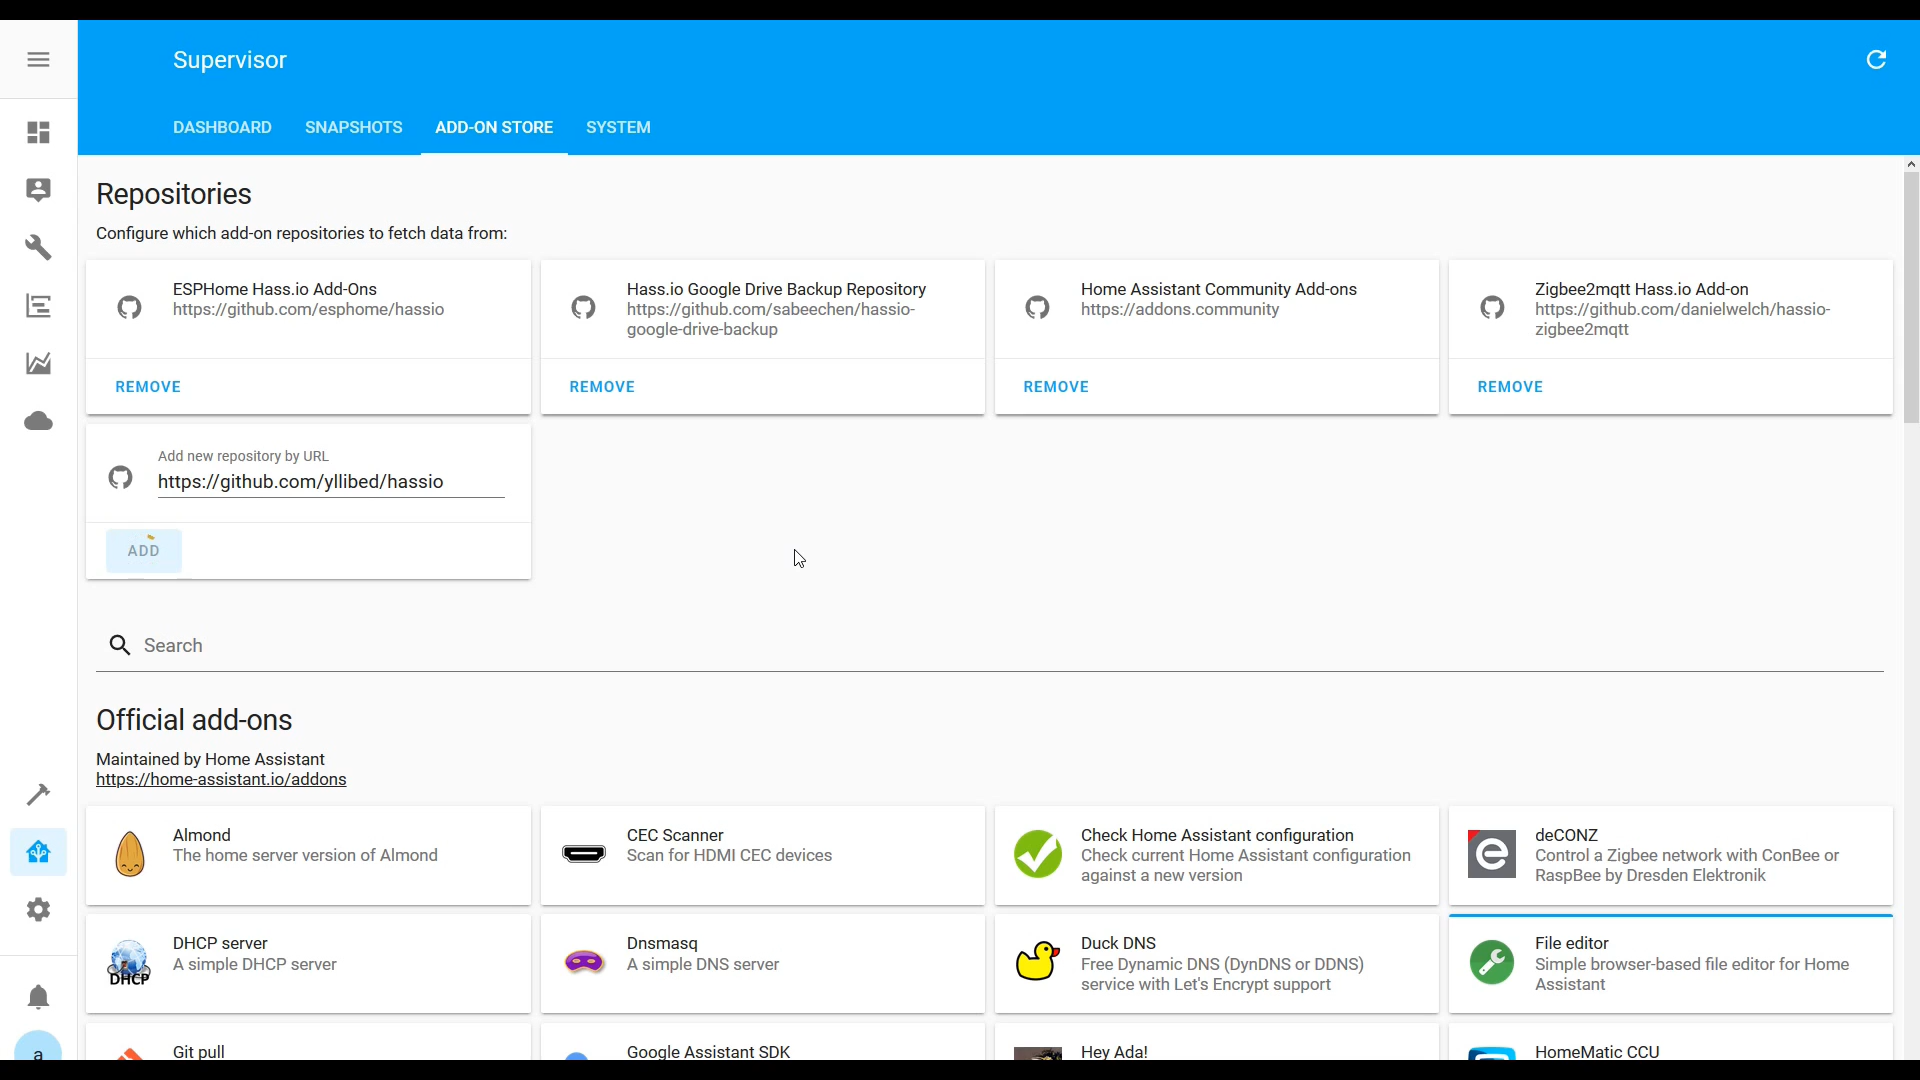 Supervisor
DASHBOARD SNAPSHOTS ADD-ON STORE SYSTEM
Repositories
Configure which add-on repositories to fetch data from:
ESPHome Hass.io Add-Ons
https://github.com/esphome/hassio
REMOVE
Hass.io Google Drive Backup Repository
https://github.com/sabeechen/hassio-
google-drive-backup
REMOVE
Home Assistant Community Add-ons
https://addons.community
REMOVE
Zigbee2mqtt Hass.io Add-on
https://github.com/danielwelch/hassio-
zigbee2mqtt
REMOVE
Add new repository by URL
https://github.com/yllibed/hassio
ADD
Search
Official add-ons
Maintained by Home Assistant
https://home-assistant.io/addons
Almond
The home server version of Almond
CEC Scanner
Scan for HDMI CEC devices
Check Home Assistant configuration
Check current Home Assistant configuration
against a new version
deCONZ
Control a Zigbee network with ConBee or
RaspBee by Dresden Elektronik
DHCP
DHCP server
A simple DHCP server
Dnsmasq
A simple DNS server
Duck DNS
Free Dynamic DNS (DynDNS or DDNS)
service with Let's Encrypt support
File editor
Simple browser-based file editor for Home
Assistant
a
Git pull
Google Assistant SDK
Hey Ada!
HomeMatic CCU